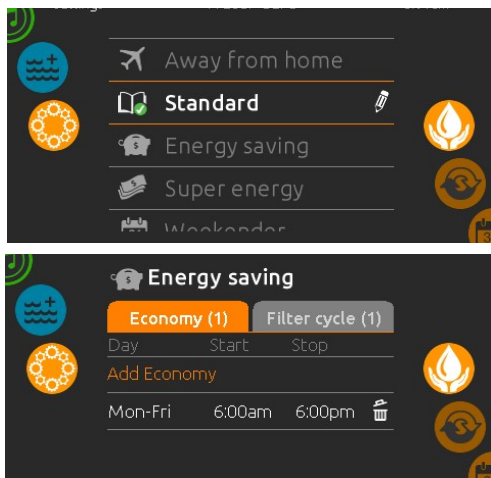 Away from home
Standard
Energy saving
Super energy
Weekender
Energy saving
Economy (1) Filter cycle (1)
Day Start Stop
Add Economy
Mon-Fri 6:00am 6:00pm